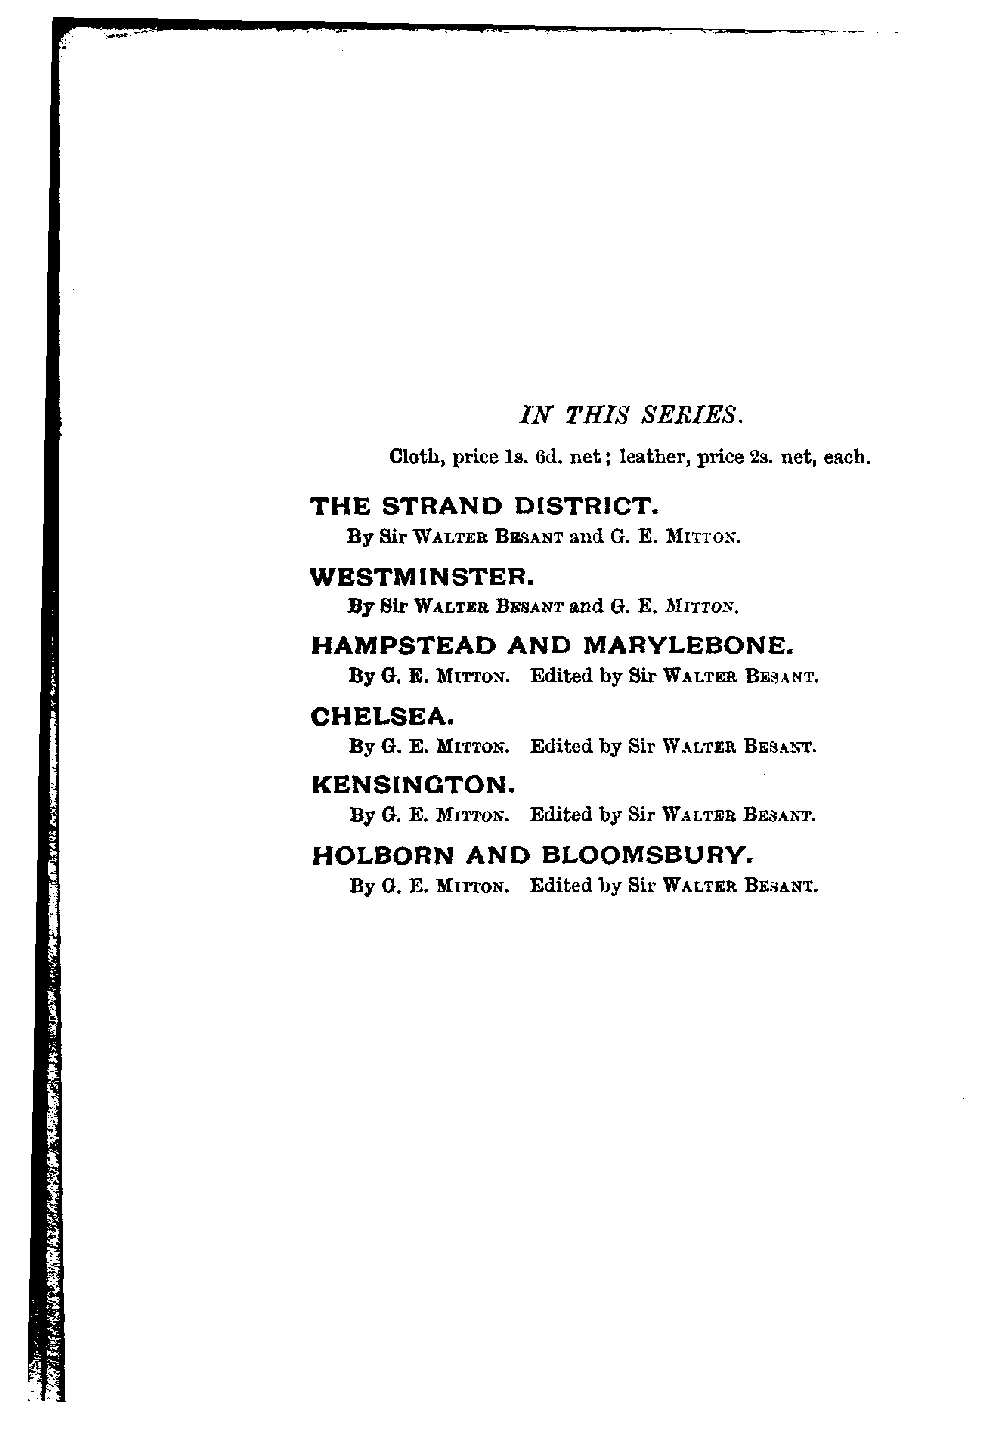 IN THIS SERIES.
Cloth, price 1s. 6d. net; leather, price 2s. net, each.
THE STRAND DISTRICT.
By Sir WALTER BESANT and G. E. MITTON.
WESTMINSTER.
By Sir WALTER BESANT and G. E. MITTON.
HAMPSTEAD AND MARYLEBONE.
By G. E. MITTON. Edited by Sir WALTER BESANT.
CHELSEA.
By G. E. MITTON. Edited by Sir WALTER BESANT.
KENSINGTON.
By G. E. MITTON. Edited by Sir WALTER BESANT.
HOLBORN AND BLOOMSBURY.
By G. E. MITTON. Edited by Sir WALTER BESANT.